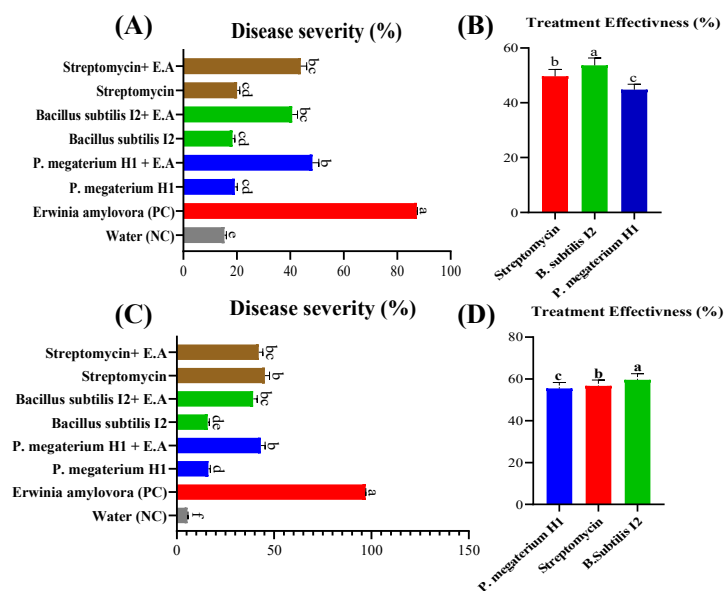 (A)
Disease severity (%)
Streptomycin+ E.A
bc
Streptomycin
cd
Bacillus subtilis I2+ E.A
bc
Bacillus subtilis I2
cd
P. megaterium H1 + E.A
b
P. megaterium H1
cd
Erwinia amylovora (PC)
a
Water (NC)
e
0 20 40 60 80 100
(B)
Treatment Effectivness (%)
60
40
20
0
b a c
Streptomycin
B. subtilis I2
P. megaterium H1
(C)
Disease severity (%)
Streptomycin+ E.A
bc
Streptomycin
b
Bacillus subtilis I2+ E.A
bc
Bacillus subtilis I2
de
P. megaterium H1 + E.A
b
P. megaterium H1
d
Erwinia amylovora (PC)
a
Water (NC)
f
0 50 100 150
(D)
Treatment Effectivness (%)
80
60
40
20
0
c b a
P. megaterium H1
Streptomycin
B.Subtilis I2